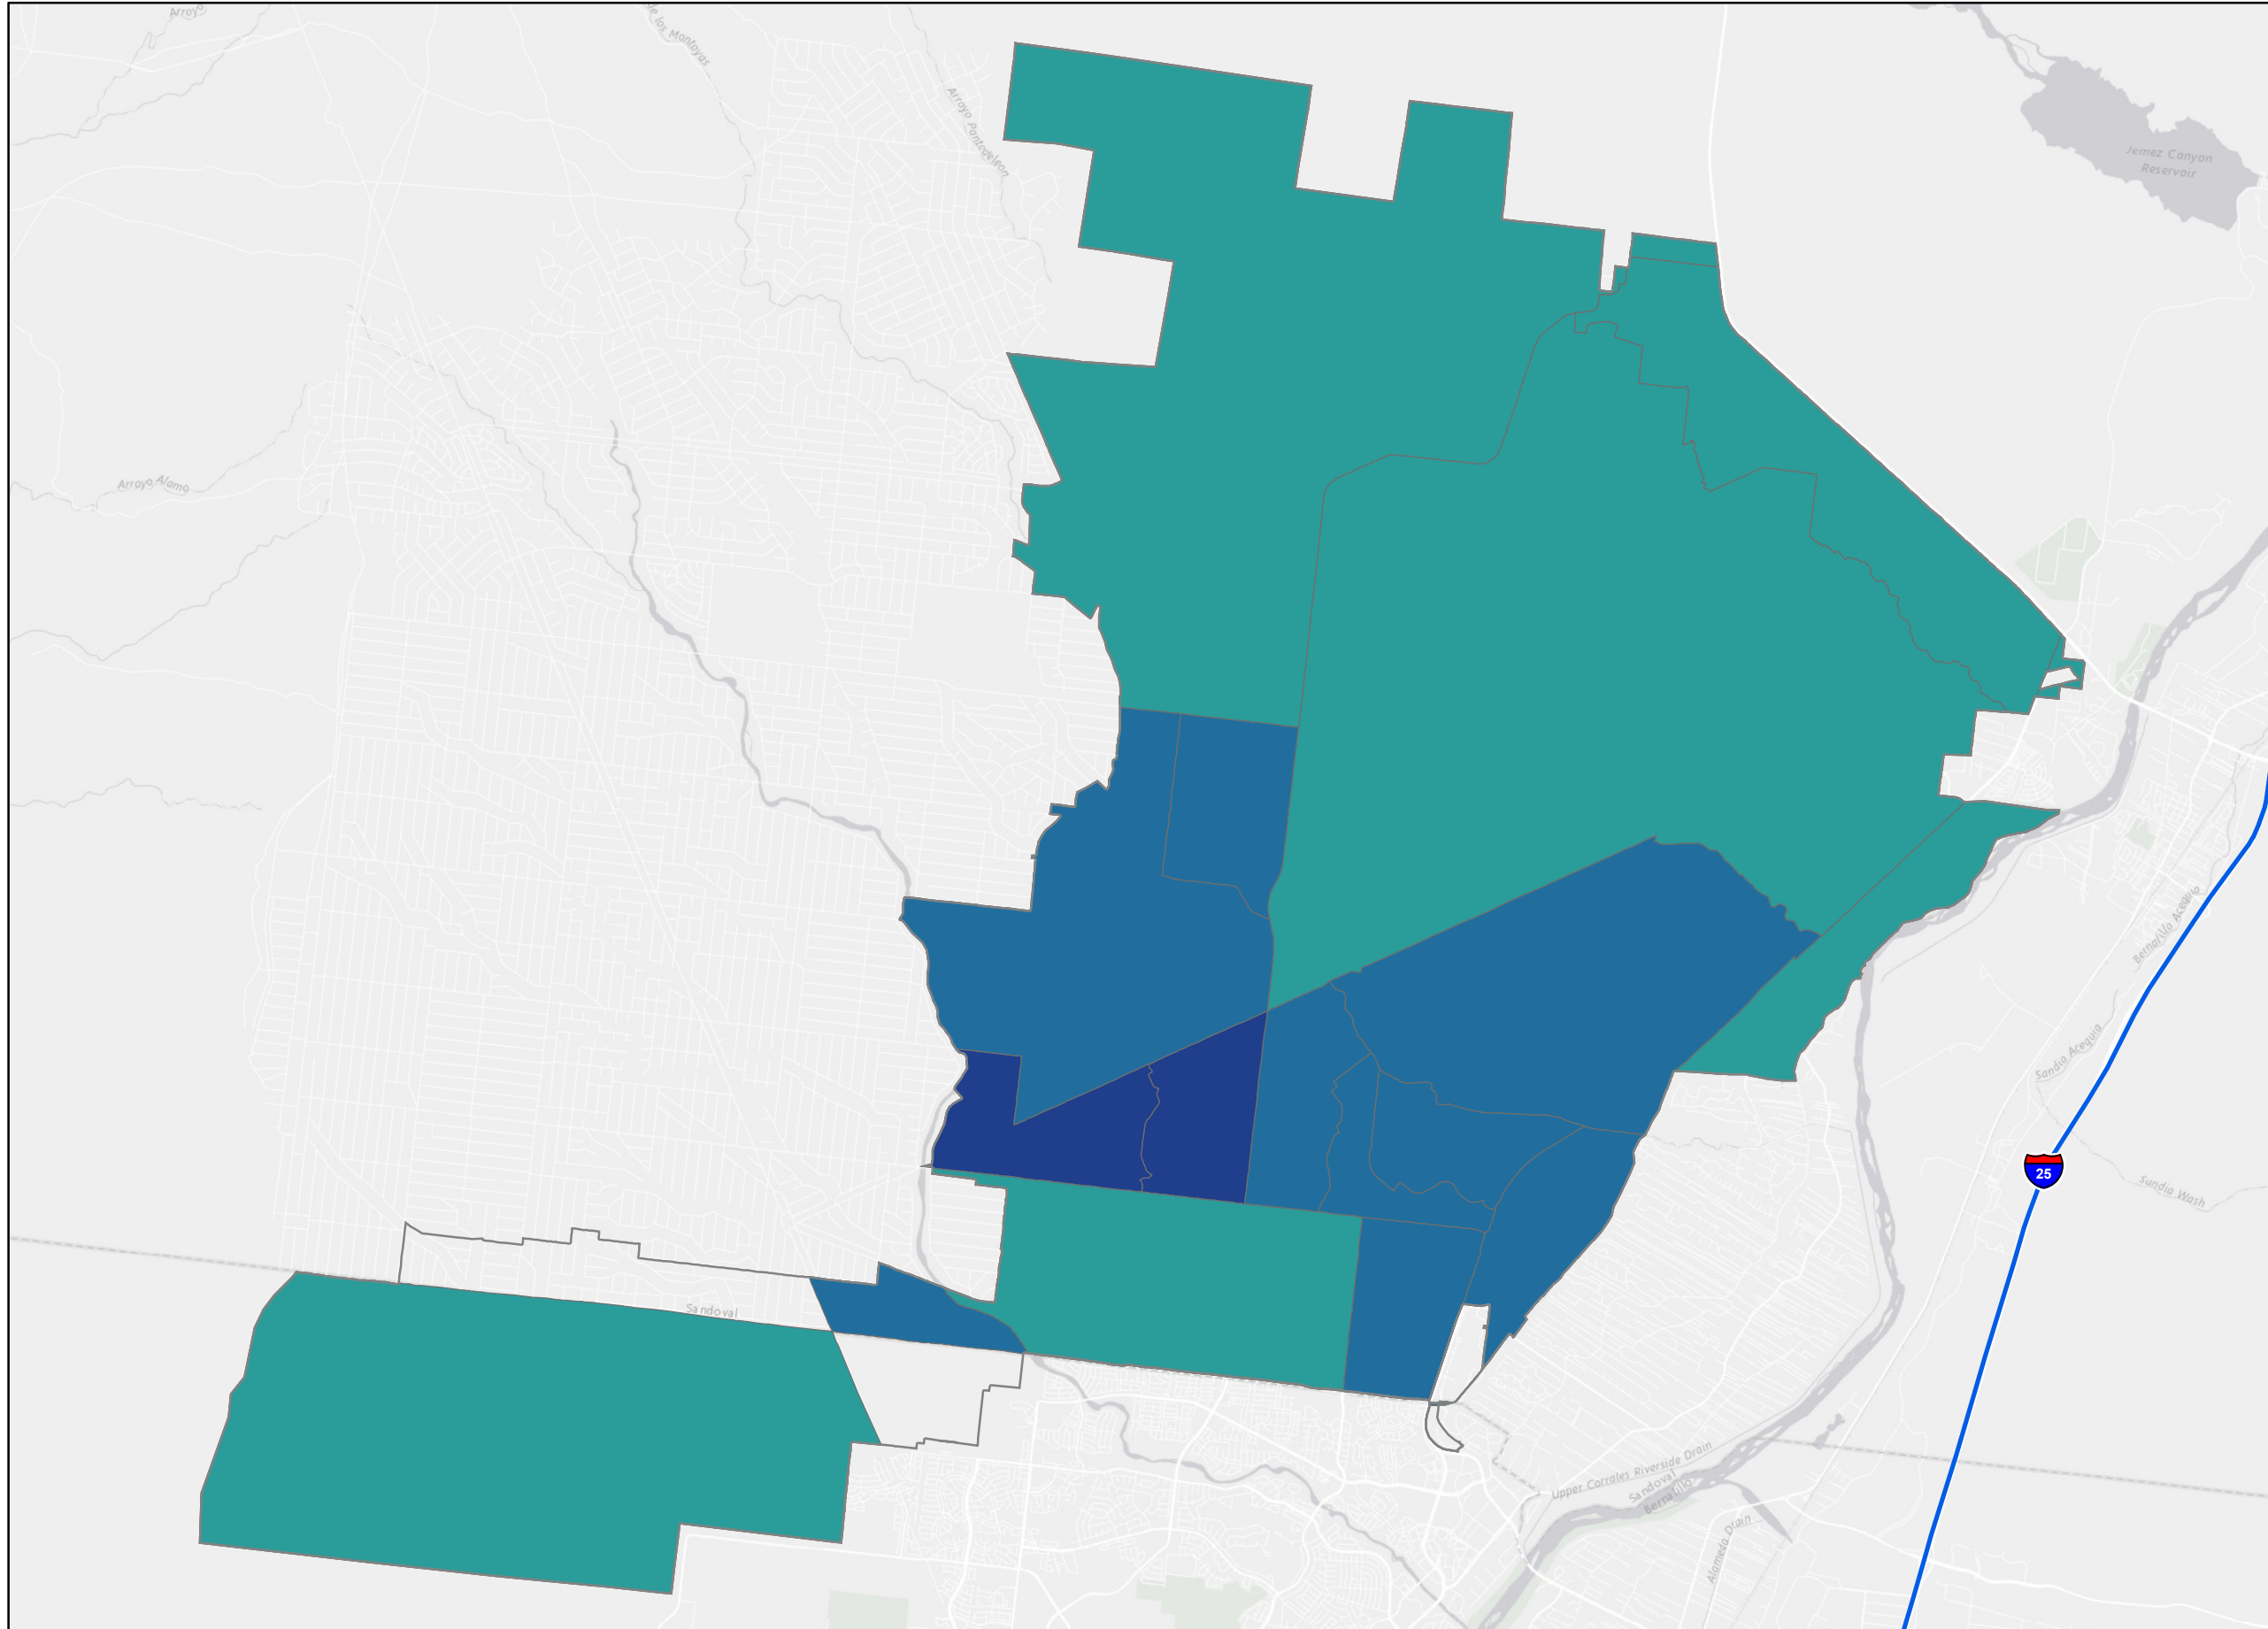 Arroyo
de los Montoyas
Arroyo Pantadeleon
Jemez Canyon
Reservoir
Arroyo Alamo
Bernalillo Acequia
Sandia Acequia
25
Sandia Wash
Sandoval
Upper Corrales Riverside Drain
Sandoval
Bernalillo
Alameda Drain